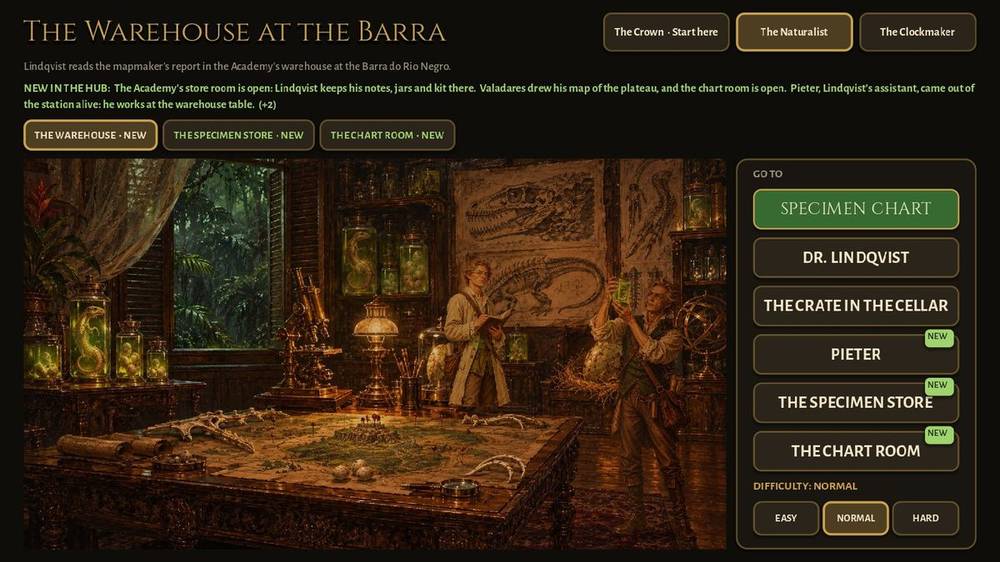 The Warehouse at the Barra
The Crown · Start here
The Naturalist
The Clockmaker
Lindqvist reads the mapmaker's report in the Academy's warehouse at the Barra do Rio Negro.
NEW IN THE HUB: The Academy's store room is open: Lindqvist keeps his notes, jars and kit there. Valadares drew his map of the plateau, and the chart room is open. Pieter, Lindqvist's assistant, came out of
the station alive: he works at the warehouse table. (+2)
THE WAREHOUSE · NEW
THE SPECIMEN STORE · NEW
THE CHART ROOM · NEW
GO TO
SPECIMEN CHART
DR. LINDQVIST
THE CRATE IN THE CELLAR
NEW
PIETER
NEW
THE SPECIMEN STORE
NEW
THE CHART ROOM
DIFFICULTY: NORMAL
EASY
NORMAL
HARD